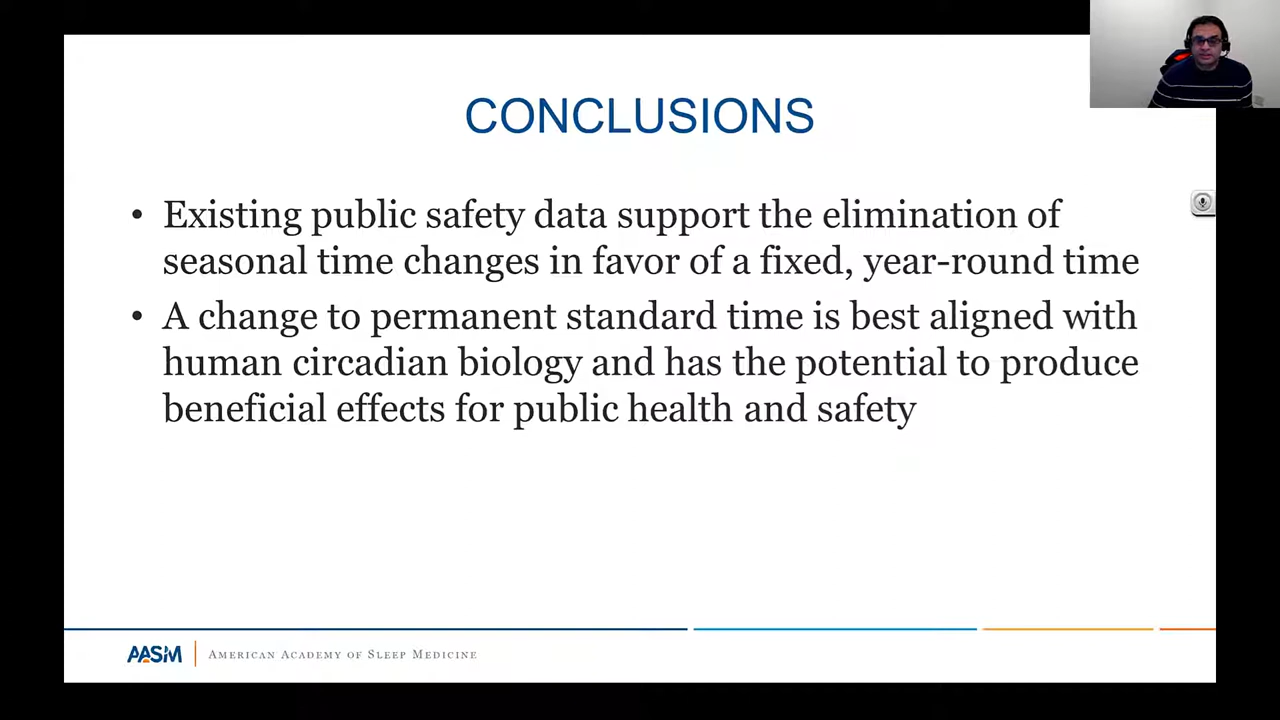 CONCLUSIONS
• Existing public safety data support the elimination of
seasonal time changes in favor of a fixed, year-round time
• A change to permanent standard time is best aligned with
human circadian biology and has the potential to produce
beneficial effects for public health and safety
AASM | AMERICAN ACADEMY OF SLEEP MEDICINE